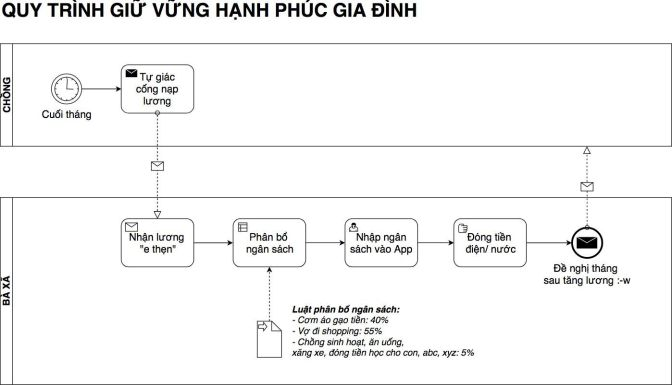 QUY TRÌNH GIỮ VỮNG HẠNH PHÚC GIA ĐÌNH
CHỒNG
Cuối tháng
Tự giác
cống nạp
lương
BÀ XÃ
Nhận lương
"e thẹn"
Phân bổ
ngân sách
Nhập ngân
sách vào App
Đóng tiền
điện/ nước
Đề nghị tháng
sau tăng lương :-w
Luật phân bổ ngân sách:
- Cơm áo gạo tiền: 40%
- Vợ đi shopping: 55%
- Chồng sinh hoạt, ăn uống,
xăng xe, đóng tiền học cho con, abc, xyz: 5%